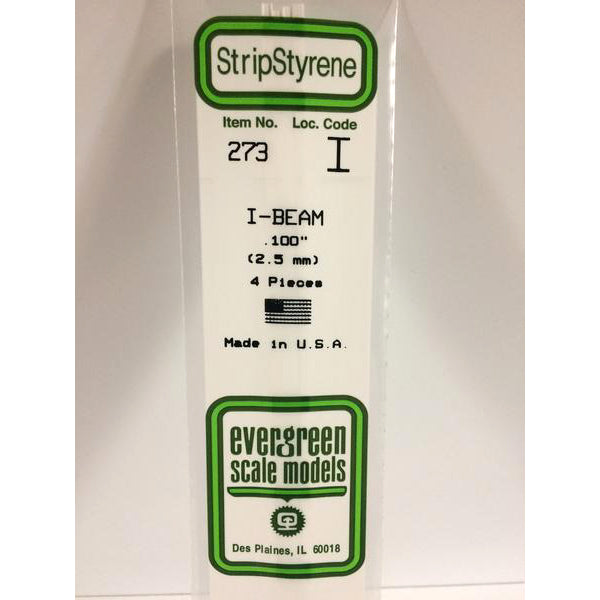 StripStyrene
Item No. Loc. Code
273 I
I-BEAM
.100"
(2.5 mm)
4 Pieces
Made in U.S.A.
evergreen
scale models
Des Plaines, IL 60018